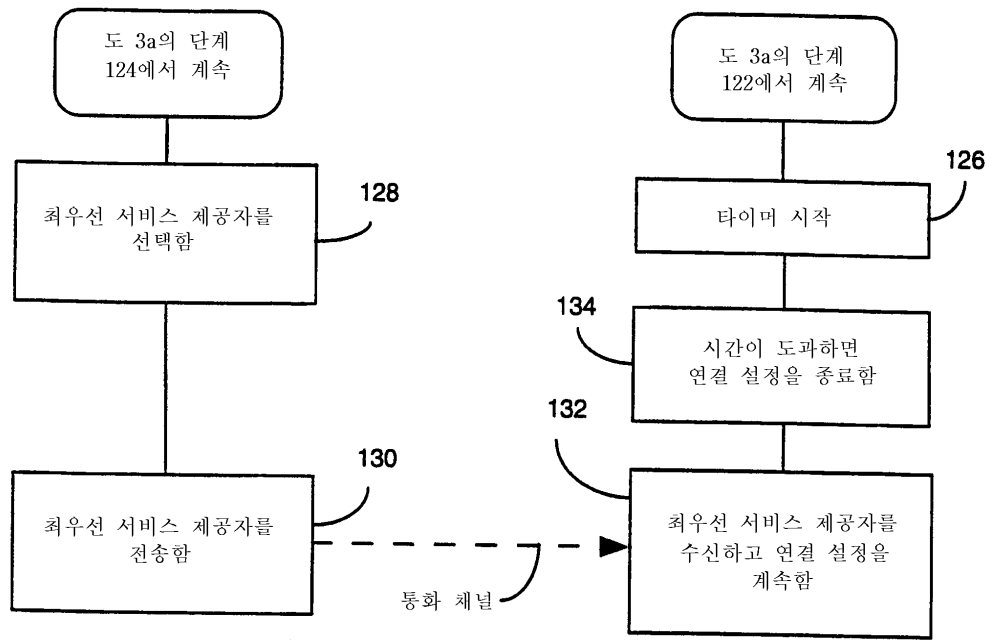 도 3a의 단계
124에서 계속
최우선 서비스 제공자를
선택함
128
최우선 서비스 제공자를
전송함
130
통화 채널
도 3a의 단계
122에서 계속
타이머 시작
126
134
시간이 도과하면
연결 설정을 종료함
132
최우선 서비스 제공자를
수신하고 연결 설정을
계속함